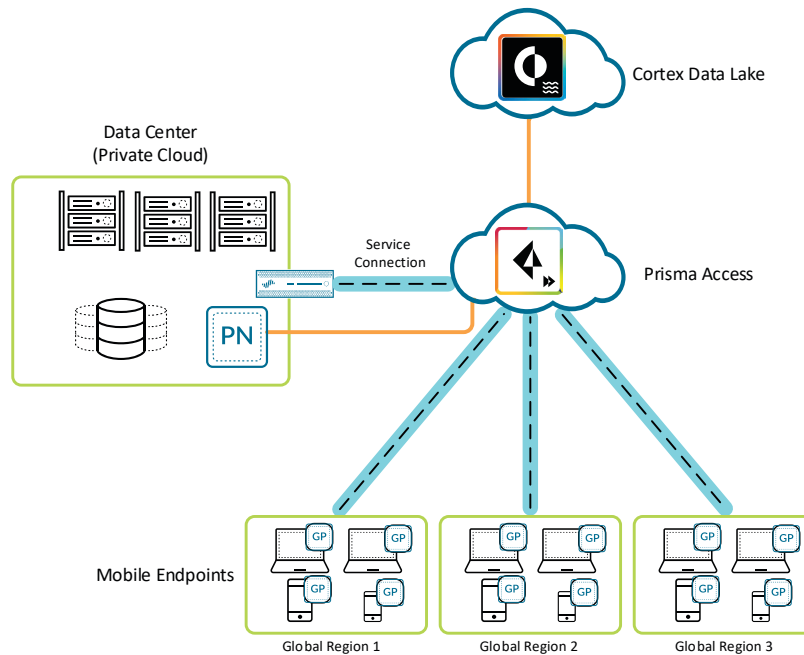 Cortex Data Lake
Data Center
(Private Cloud)
Service
Connection
Prisma Access
PN
GP
GP
GP
GP
GP
GP
GP
GP
GP
GP
GP
GP
Mobile Endpoints
Global Region 1
Global Region 2
Global Region 3